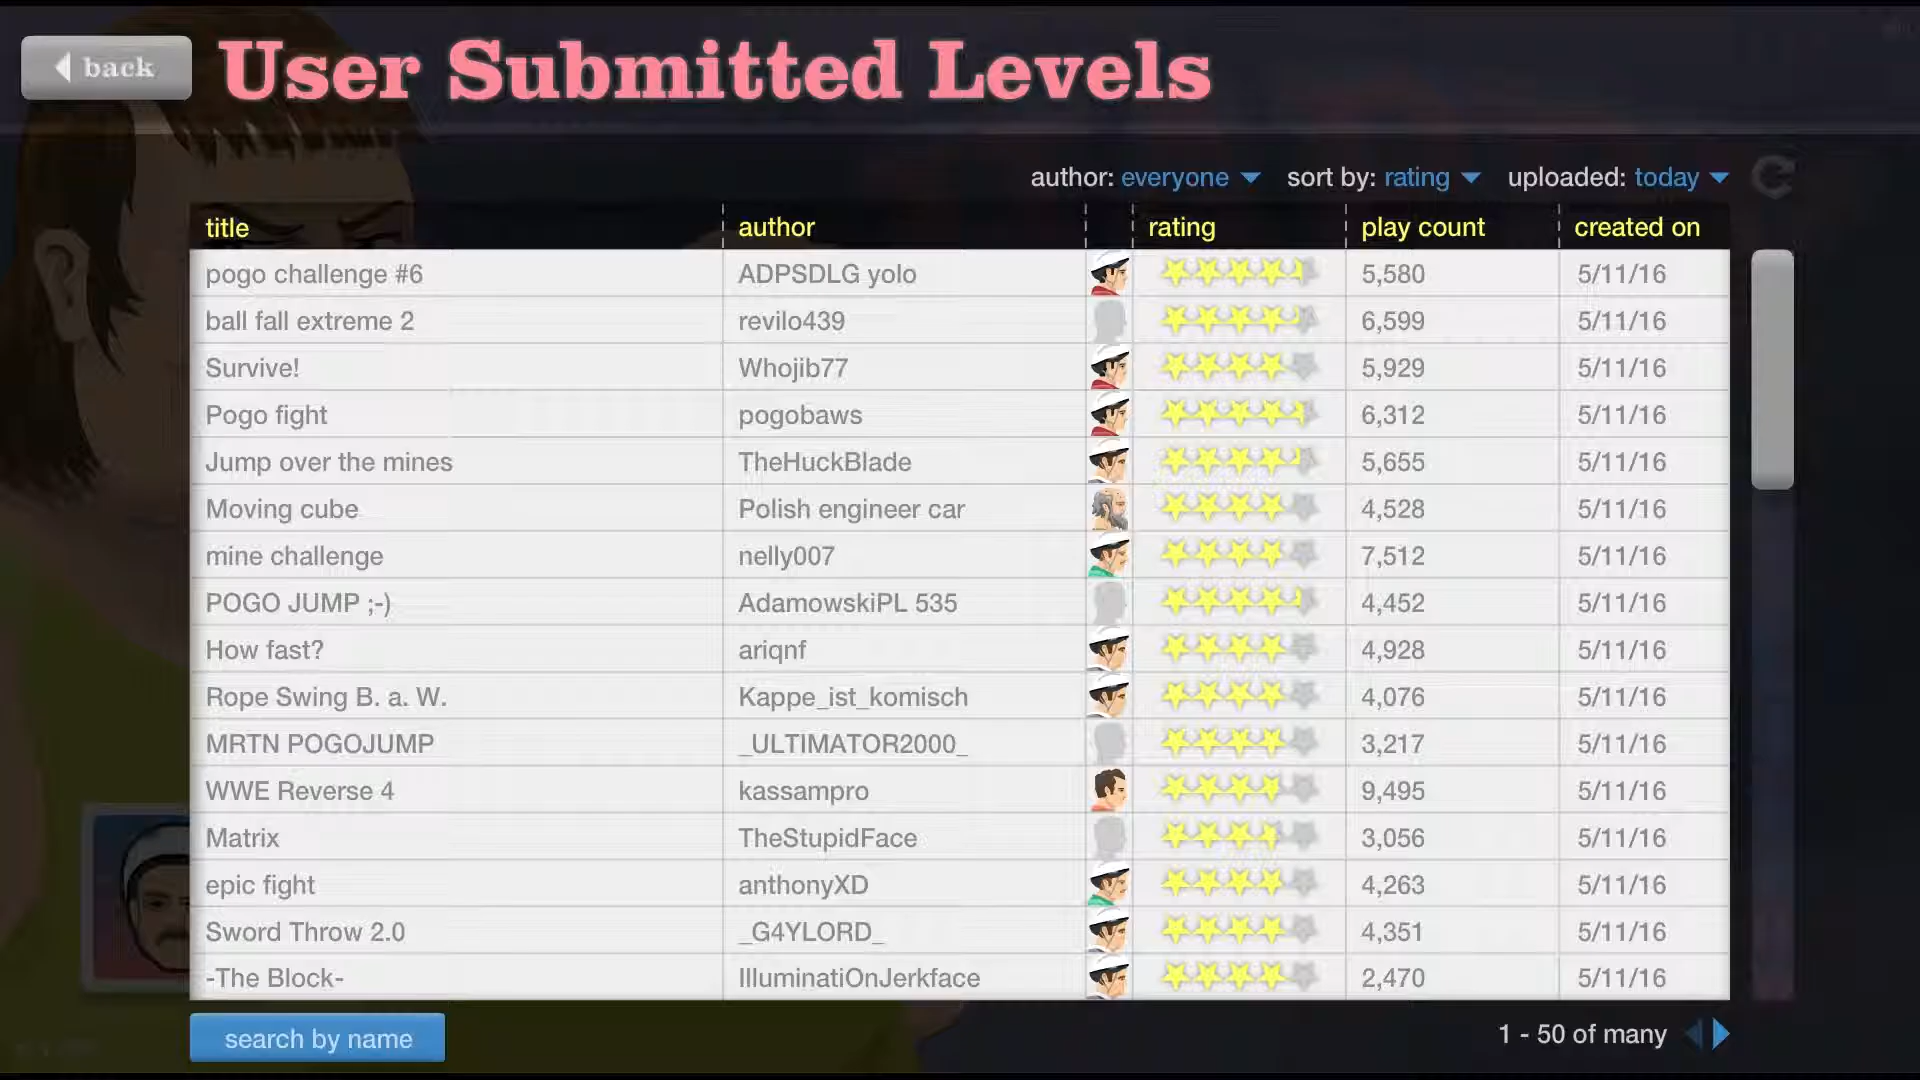 back
User Submitted Levels
author: everyone sort by: rating uploaded: today
title author rating play count created on
pogo challenge #6 ADPSDLG yolo 5,580 5/11/16
ball fall extreme 2 revilo439 6,599 5/11/16
Survive! Whojib77 5,929 5/11/16
Pogo fight pogobaws 6,312 5/11/16
Jump over the mines TheHuckBlade 5,655 5/11/16
Moving cube Polish engineer car 4,528 5/11/16
mine challenge nelly007 7,512 5/11/16
POGO JUMP ;-) AdamowskiPL 535 4,452 5/11/16
How fast? ariqnf 4,928 5/11/16
Rope Swing B. a. W. Kappe_ist_komisch 4,076 5/11/16
MRTN POGOJUMP _ULTIMATOR2000_ 3,217 5/11/16
WWE Reverse 4 kassampro 9,495 5/11/16
Matrix TheStupidFace 3,056 5/11/16
epic fight anthonyXD 4,263 5/11/16
Sword Throw 2.0 _G4YLORD_ 4,351 5/11/16
-The Block- IlluminatiOnJerkface 2,470 5/11/16
search by name 1 - 50 of many